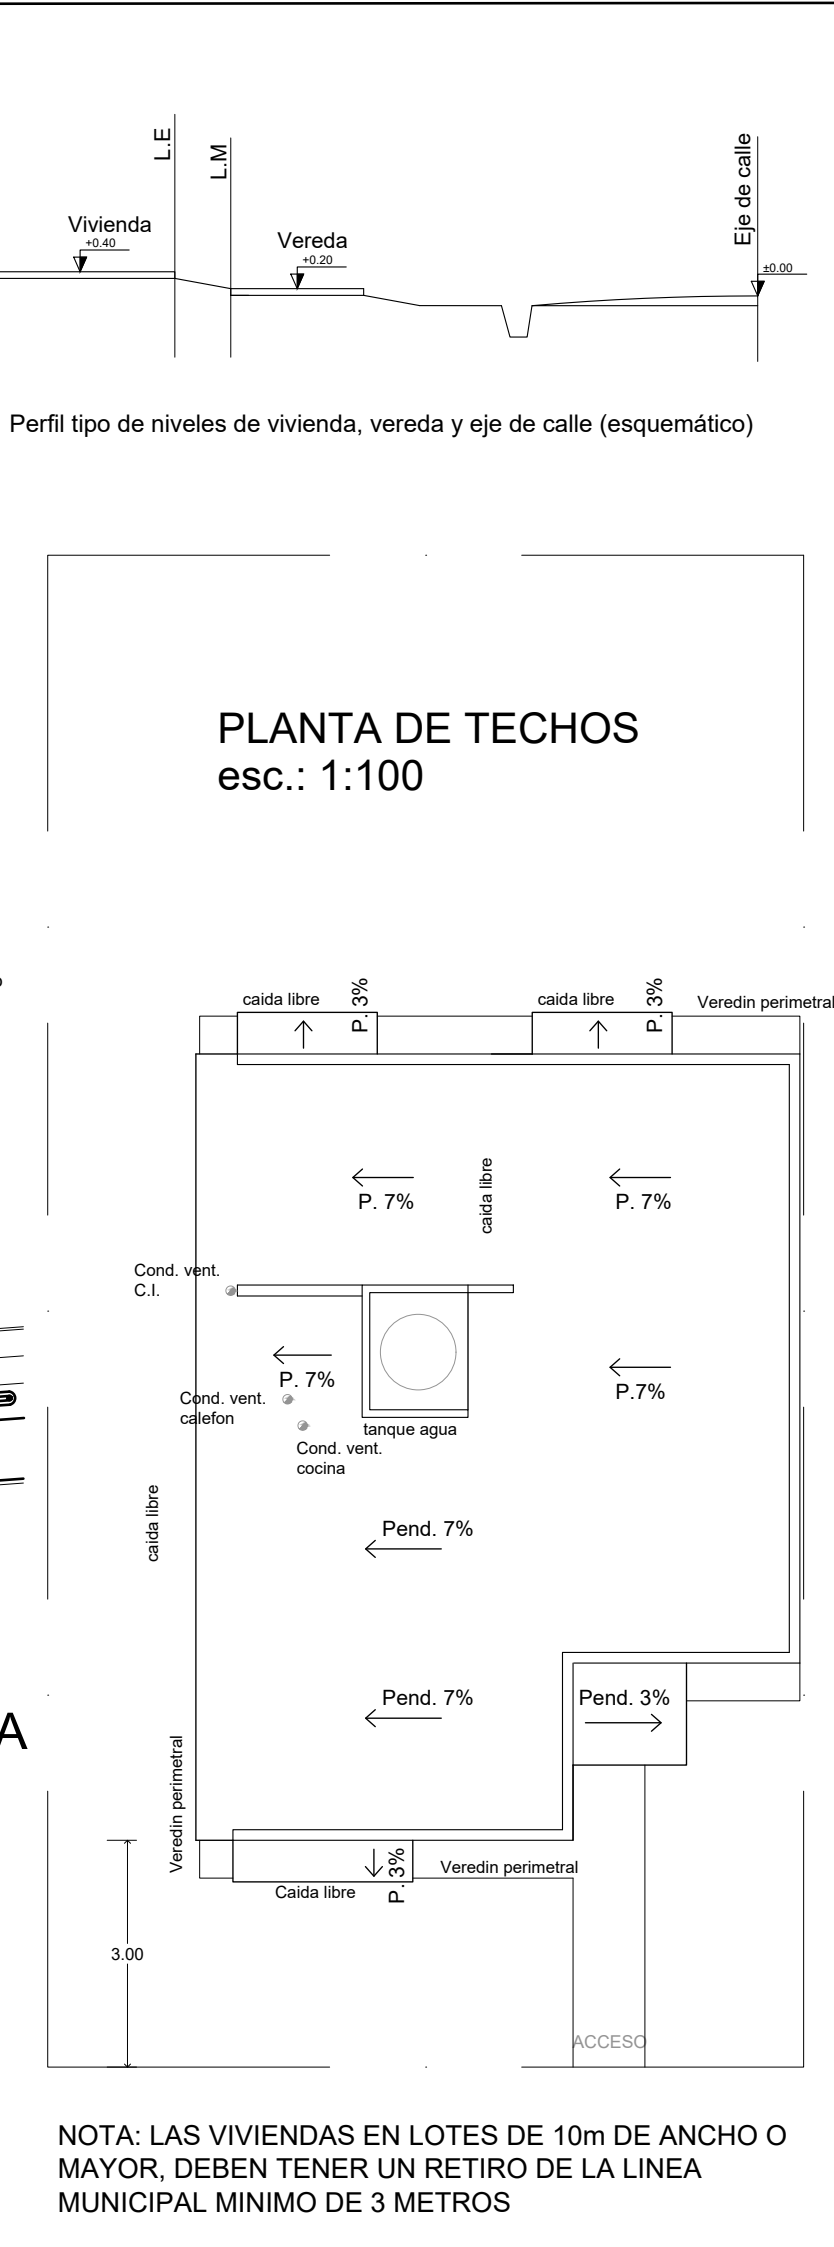 L.E
L.M
Eje de calle
Vivienda
+0.40
Vereda
+0.20
±0.00
Perfil tipo de niveles de vivienda, vereda y eje de calle (esquemático)
PLANTA DE TECHOS
esc.: 1:100
caida libre
P. 3%
caida libre
P. 3%
Veredin perimetral
caida libre
P. 7%
P. 7%
Cond. vent.
C.I.
P. 7%
P.7%
Cond. vent.
calefon
tanque agua
Cond. vent.
cocina
caida libre
Pend. 7%
Pend. 7%
Pend. 3%
A
Veredin perimetral
P. 3%
Veredin perimetral
Caida libre
3.00
ACCESO
NOTA: LAS VIVIENDAS EN LOTES DE 10m DE ANCHO O
MAYOR, DEBEN TENER UN RETIRO DE LA LINEA
MUNICIPAL MINIMO DE 3 METROS